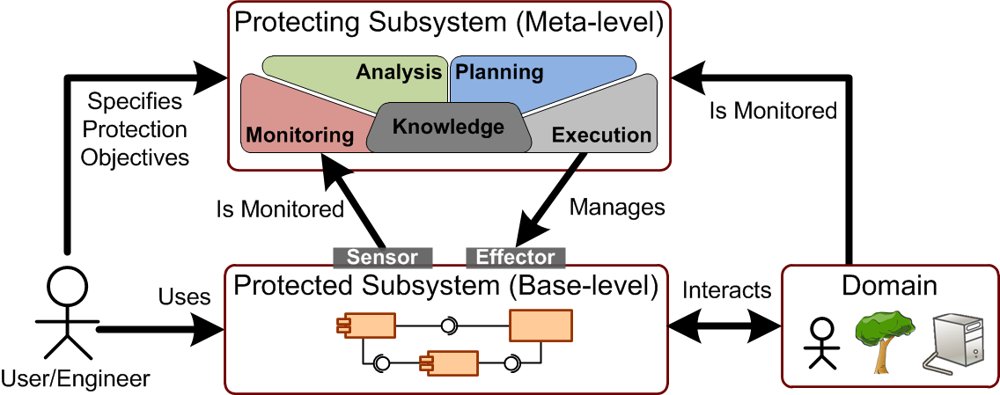 Protecting Subsystem (Meta-level)
Analysis
Planning
Monitoring
Knowledge
Execution
Specifies
Protection
Objectives
Is Monitored
Is Monitored
Manages
Sensor
Effector
Protected Subsystem (Base-level)
Uses
Interacts
Domain
User/Engineer